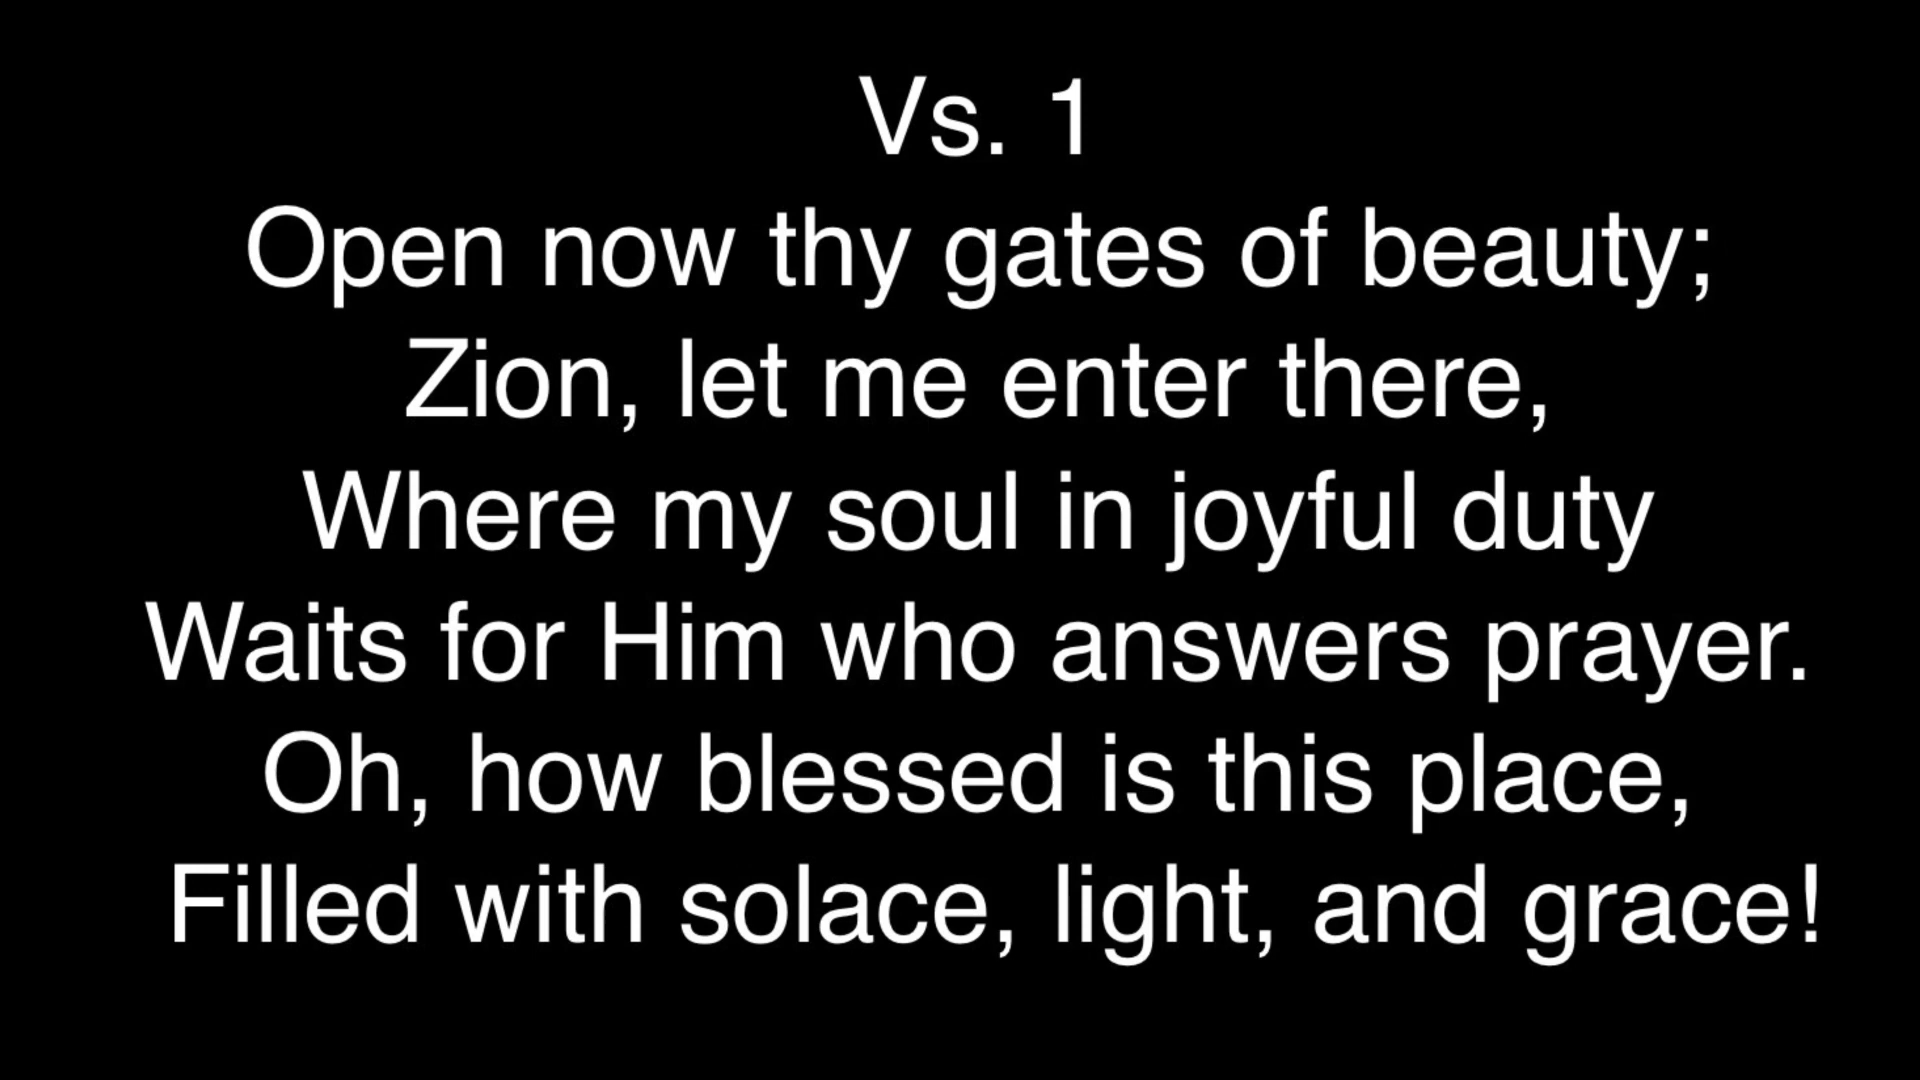 Vs. 1
Open now thy gates of beauty;
Zion, let me enter there,
Where my soul in joyful duty
Waits for Him who answers prayer.
Oh, how blessed is this place,
Filled with solace, light, and grace!